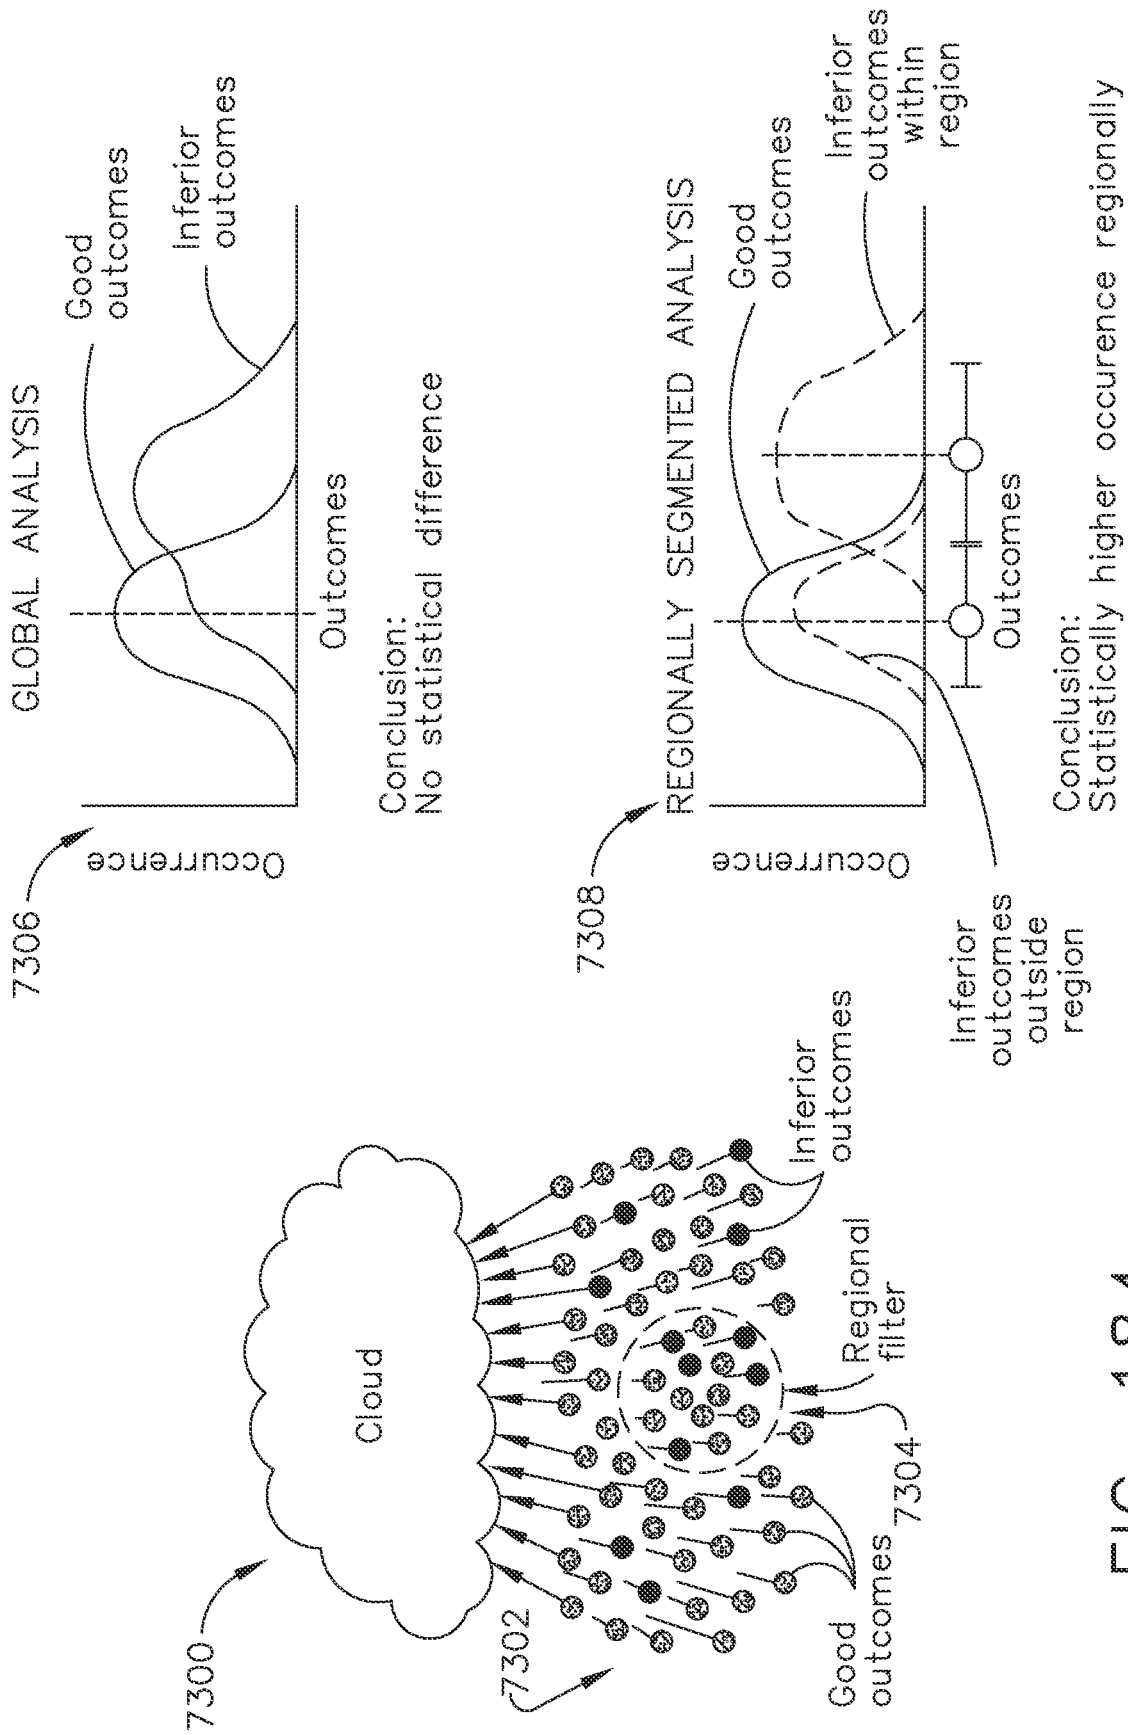 7300
Cloud
7302
Good
outcomes
7304
Regional
filter
Inferior
outcomes
7306
GLOBAL ANALYSIS
Occurrence
Good
outcomes
Inferior
outcomes
Outcomes
Conclusion:
No statistical difference
7308
REGIONALLY SEGMENTED ANALYSIS
Occurrence
Good
outcomes
Inferior
outcomes
within
region
Inferior
outcomes
outside
region
Outcomes
Conclusion:
Statistically higher occurence regionally